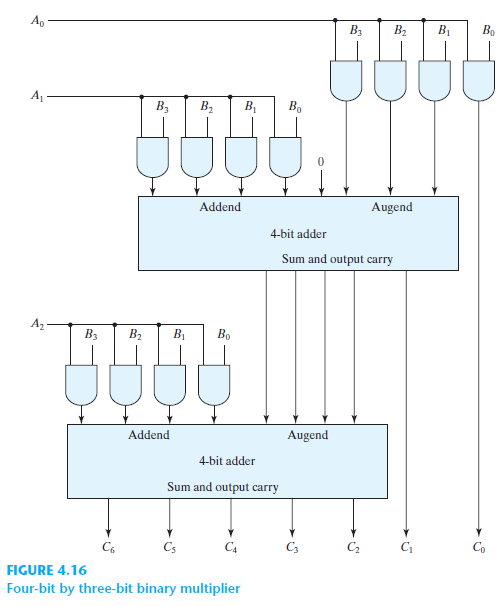 A₀
B₃ B₂ B₁ B₀
A₁
B₃ B₂ B₁ B₀
0
Addend Augend
4-bit adder
Sum and output carry
A₂
B₃ B₂ B₁ B₀
Addend Augend
4-bit adder
Sum and output carry
C₆ C₅ C₄ C₃ C₂ C₁ C₀
FIGURE 4.16
Four-bit by three-bit binary multiplier